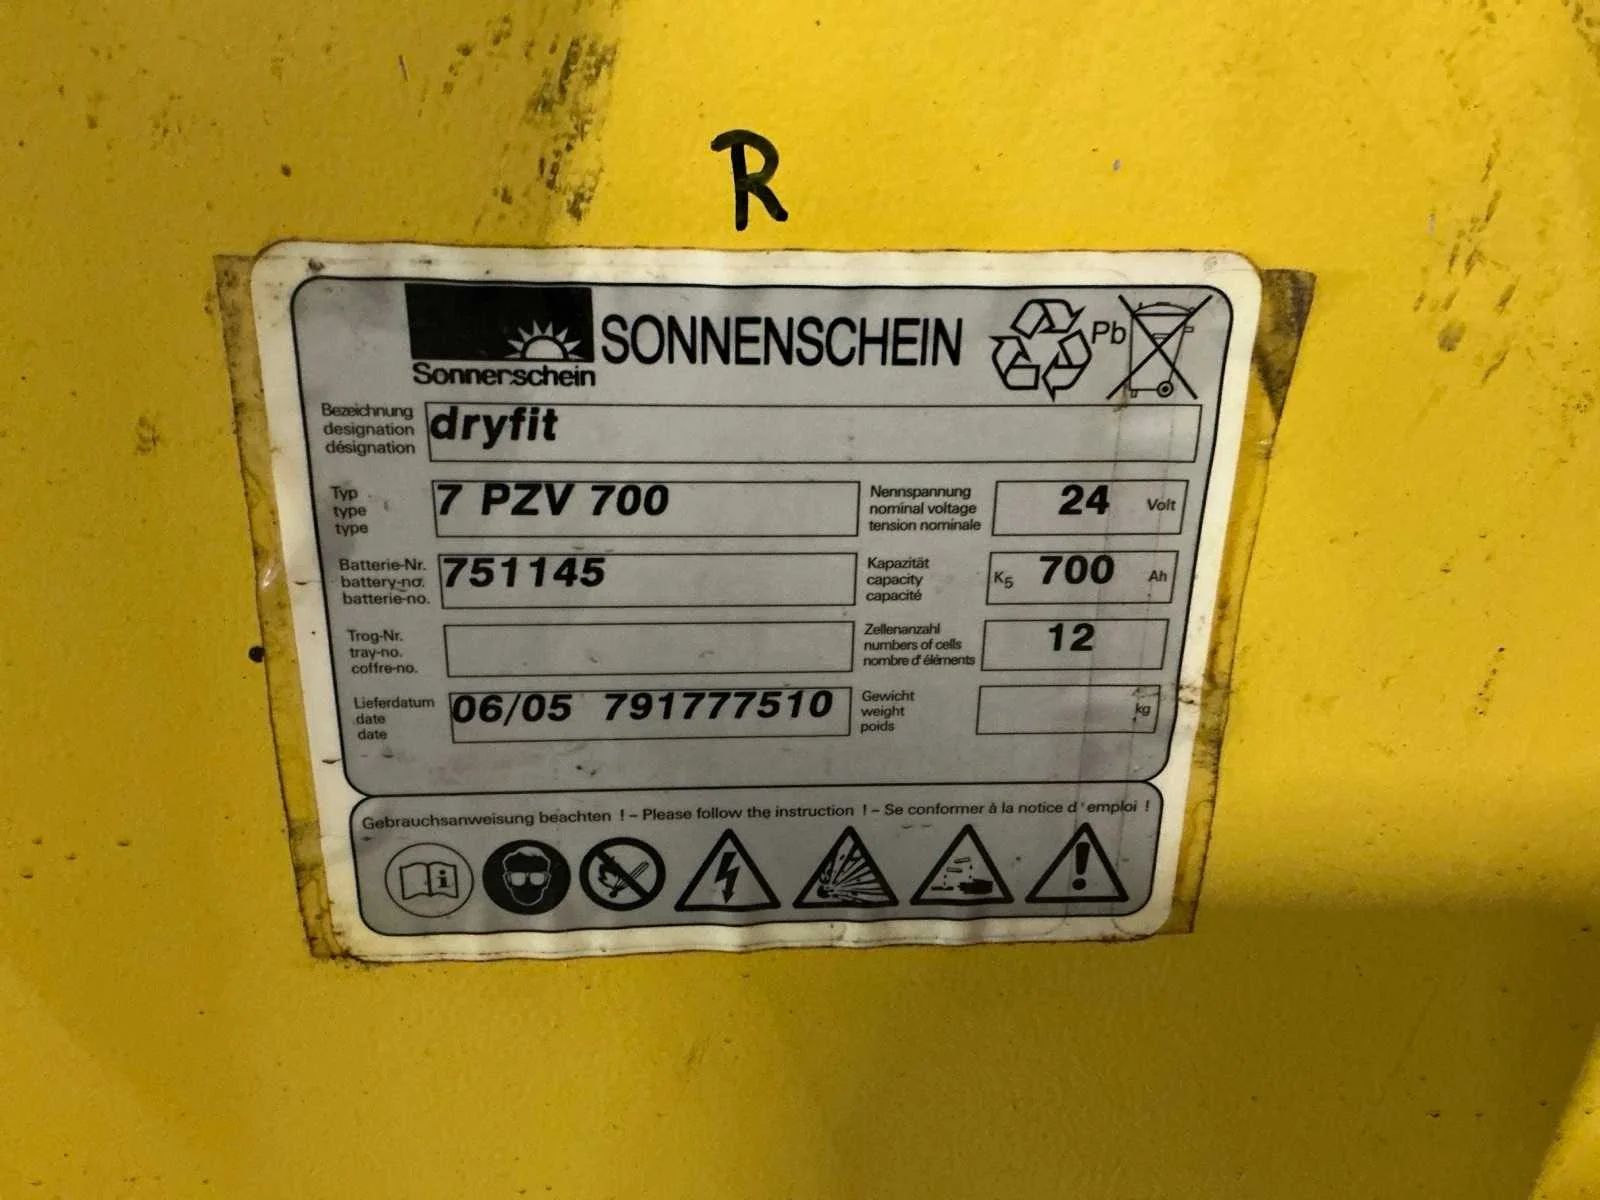 R
Sonnenschein
SONNENSCHEIN
Pb
Bezeichnung
designation
désignation
dryfit
Typ
type
type
7 PZV 700
Nennspannung
nominal voltage
tension nominale
24 Volt
Batterie-Nr.
battery-no.
batterie-no.
751145
Kapazität
capacity
capacité
K5 700 Ah
Trog-Nr.
tray-no.
coffre-no.
Zellenanzahl
numbers of cells
nombre d'éléments
12
Lieferdatum
date
date
06/05 791777510
Gewicht
weight
poids
kg
Gebrauchsanweisung beachten ! – Please follow the instruction ! – Se conformer à la notice d'emploi !